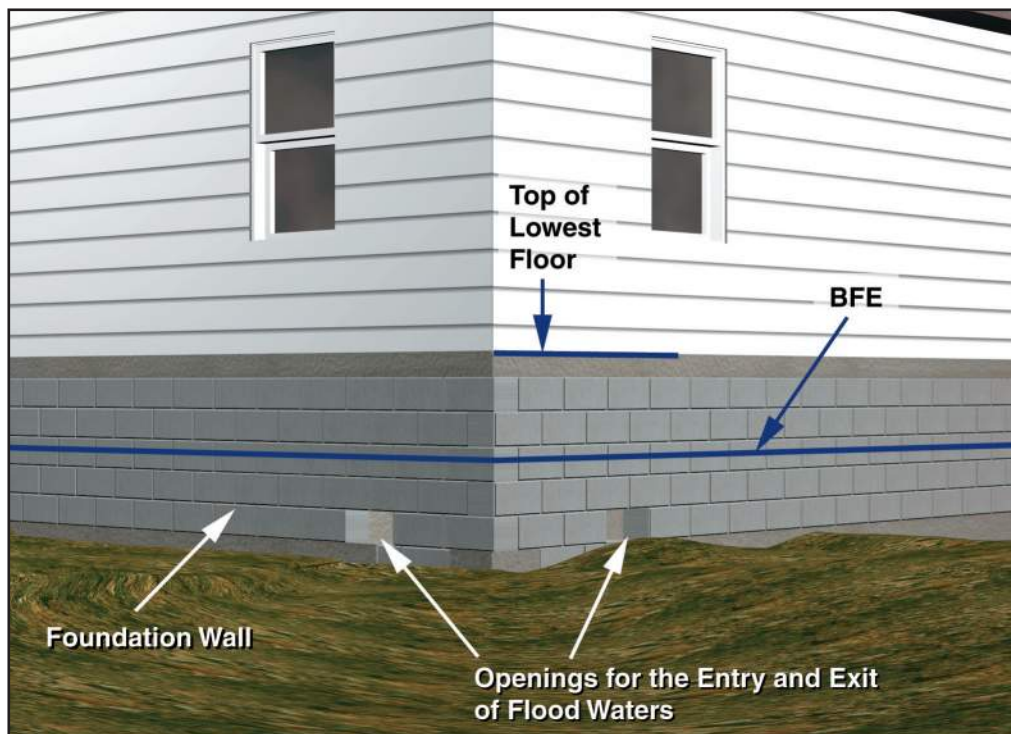 Top of
Lowest
Floor
BFE
Foundation Wall
Openings for the Entry and Exit
of Flood Waters